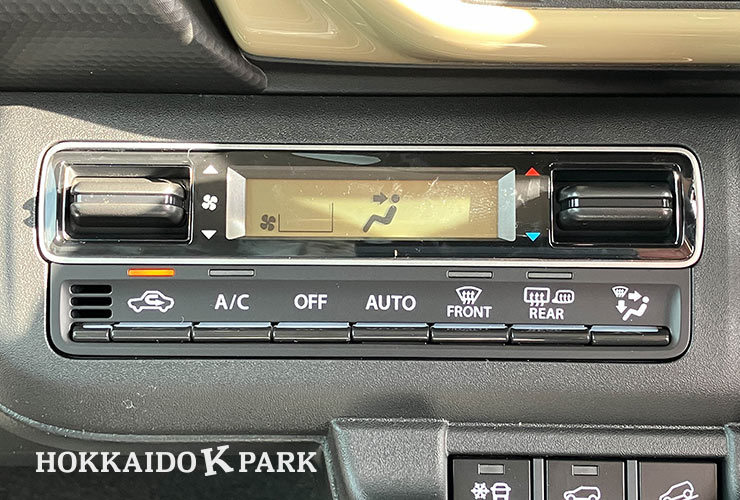 A/C OFF AUTO FRONT REAR
HOKKAIDO K PARK